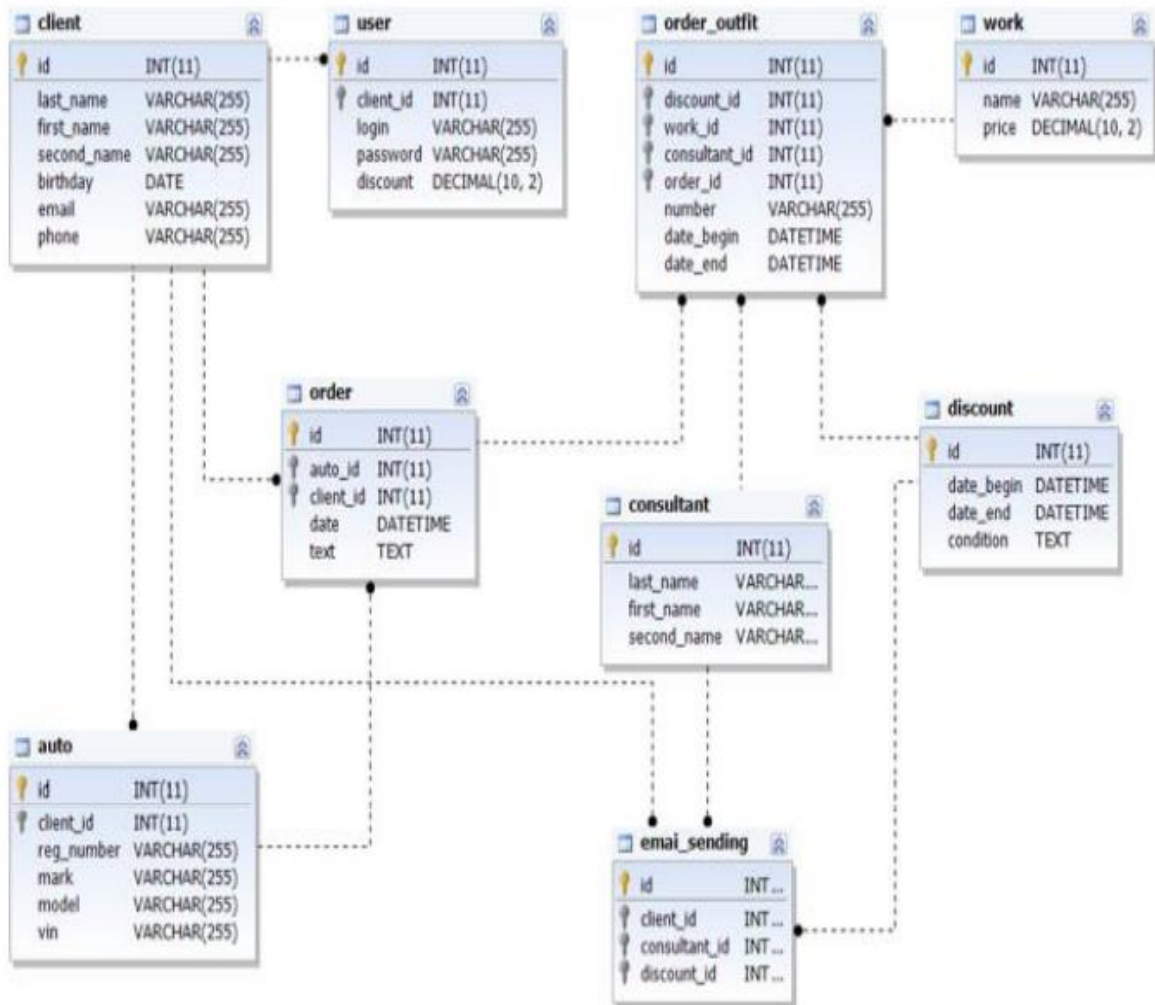 client
id INT(11)
last_name VARCHAR(255)
first_name VARCHAR(255)
second_name VARCHAR(255)
birthday DATE
email VARCHAR(255)
phone VARCHAR(255)
user
id INT(11)
client_id INT(11)
login VARCHAR(255)
password VARCHAR(255)
discount DECIMAL(10, 2)
order_outfit
id INT(11)
discount_id INT(11)
work_id INT(11)
consultant_id INT(11)
order_id INT(11)
number VARCHAR(255)
date_begin DATETIME
date_end DATETIME
work
id INT(11)
name VARCHAR(255)
price DECIMAL(10, 2)
order
id INT(11)
auto_id INT(11)
client_id INT(11)
date DATETIME
text TEXT
discount
id INT(11)
date_begin DATETIME
date_end DATETIME
condition TEXT
consultant
id INT(11)
last_name VARCHAR...
first_name VARCHAR...
second_name VARCHAR...
auto
id INT(11)
client_id INT(11)
reg_number VARCHAR(255)
mark VARCHAR(255)
model VARCHAR(255)
vin VARCHAR(255)
emai_sending
id INT...
client_id INT...
consultant_id INT...
discount_id INT...